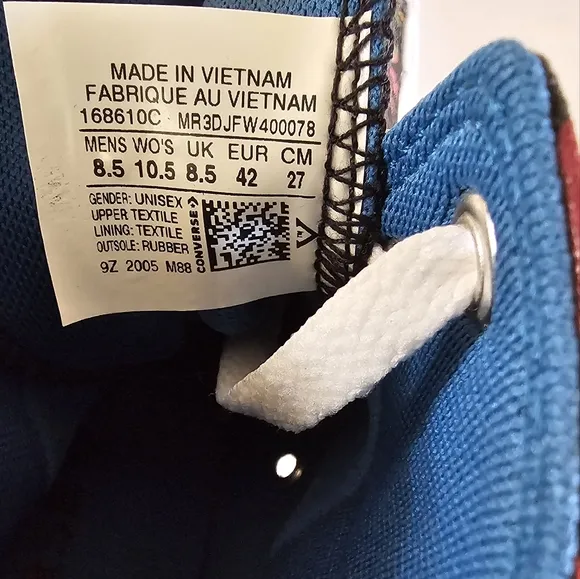 MADE IN VIETNAM
FABRIQUE AU VIETNAM
168610C MR3DJFW400078
MENS WO'S UK EUR CM
8.5 10.5 8.5 42 27
GENDER: UNISEX
UPPER TEXTILE
LINING: TEXTILE
OUTSOLE: RUBBER
9Z 2005 M88
CONVERSE